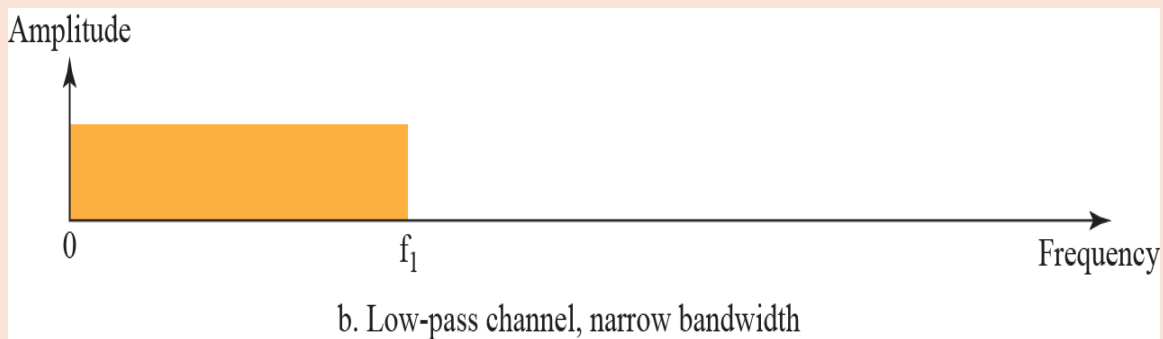 Amplitude
0
f₁
Frequency
b. Low-pass channel, narrow bandwidth